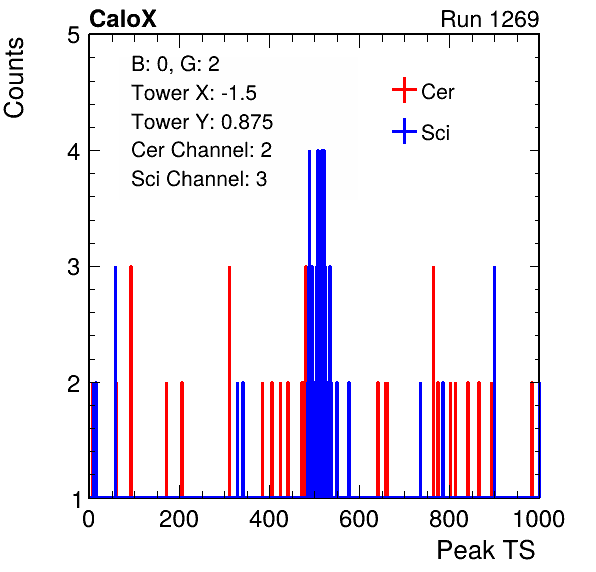 CaloX Run 1269
Counts
B: 0, G: 2
Tower X: -1.5
Tower Y: 0.875
Cer Channel: 2
Sci Channel: 3
Cer
Sci
5
4
3
2
1
0 200 400 600 800 1000
Peak TS